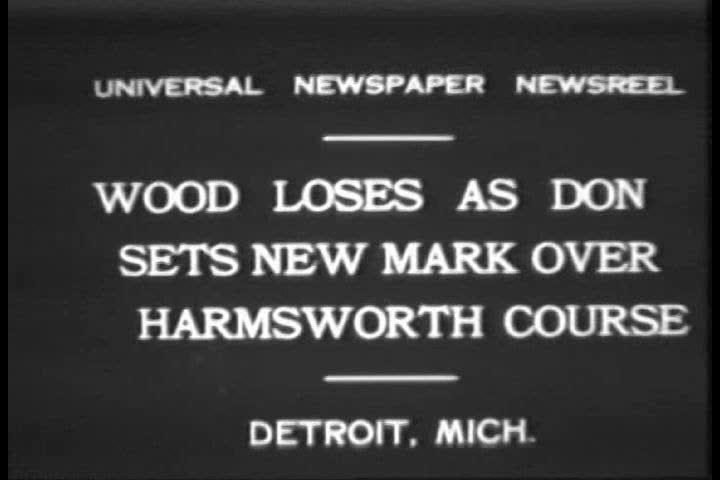 UNIVERSAL NEWSPAPER NEWSREEL
WOOD LOSES AS DON
SETS NEW MARK OVER
HARMSWORTH COURSE
DETROIT, MICH.